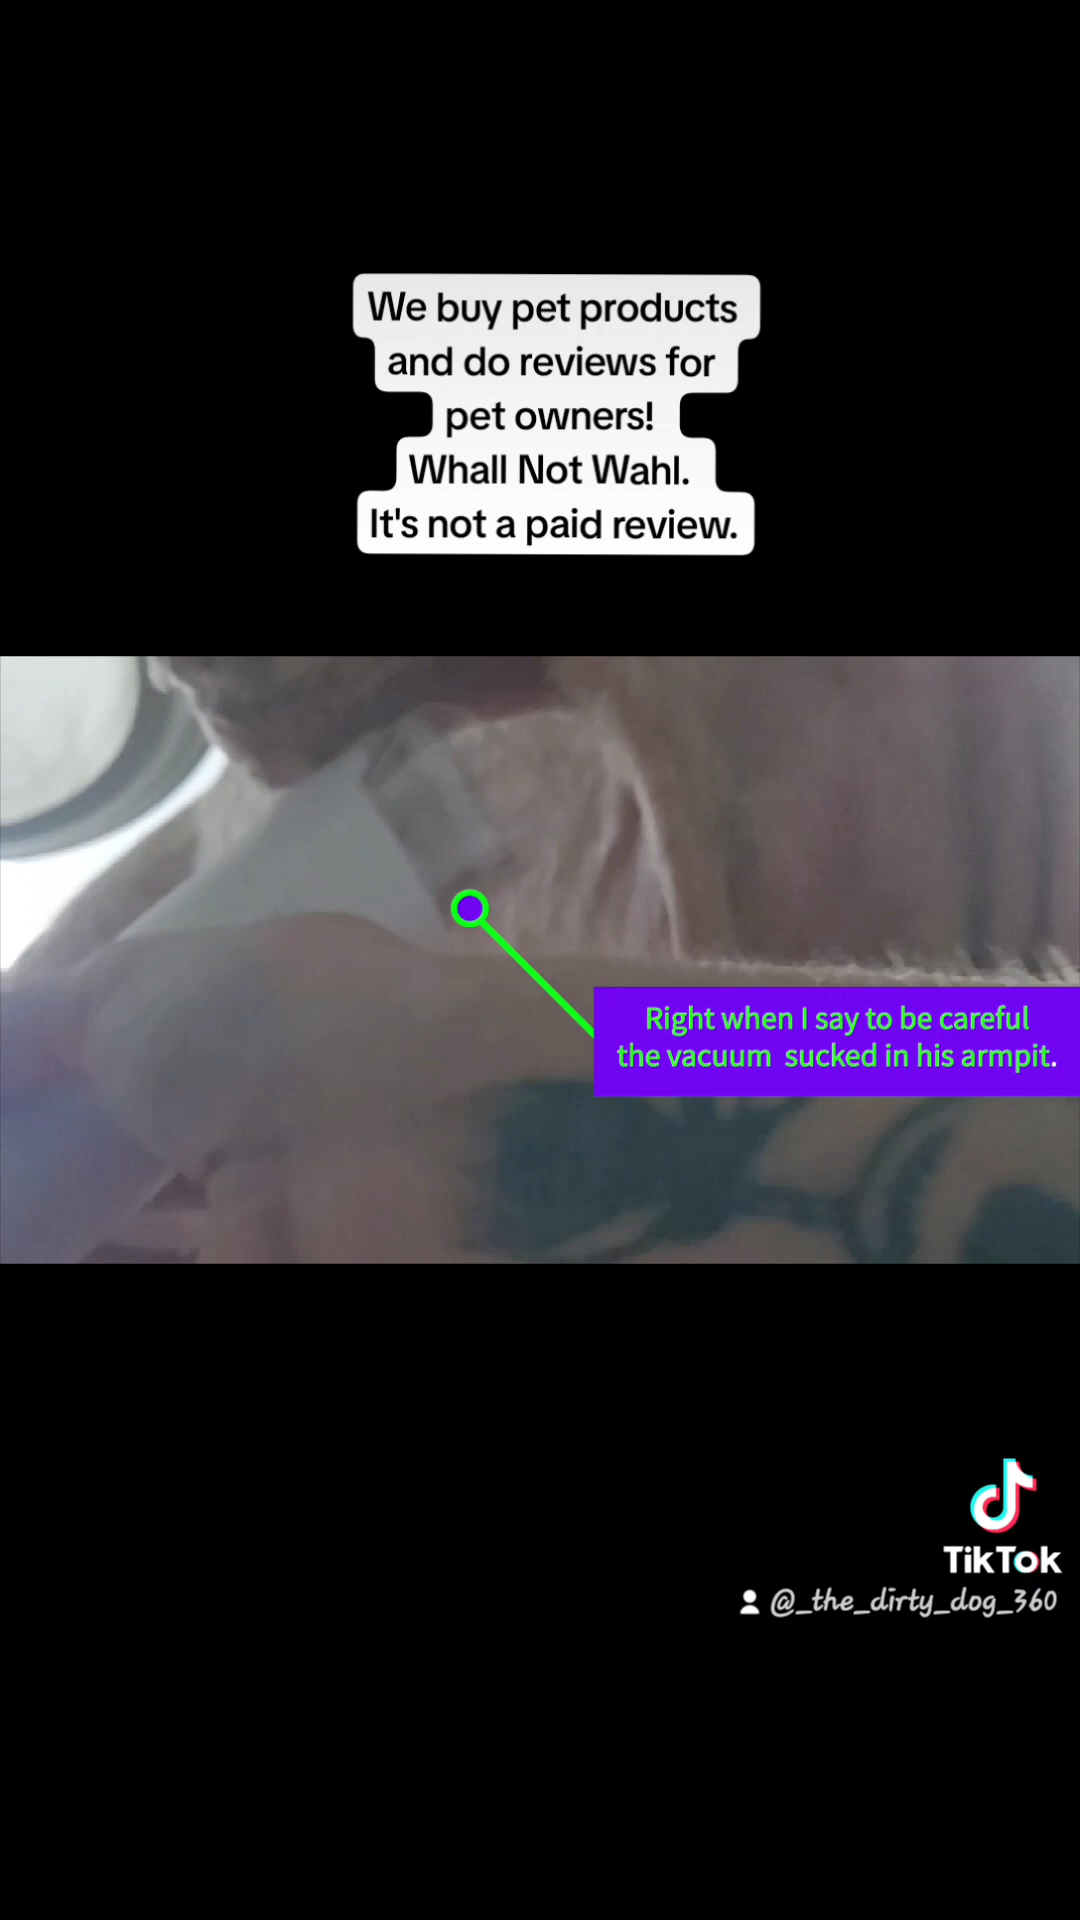 We buy pet products
and do reviews for
pet owners!
Whall Not Wahl.
It's not a paid review.
Right when I say to be careful
the vacuum sucked in his armpit.
TikTok
@_the_dirty_dog_360